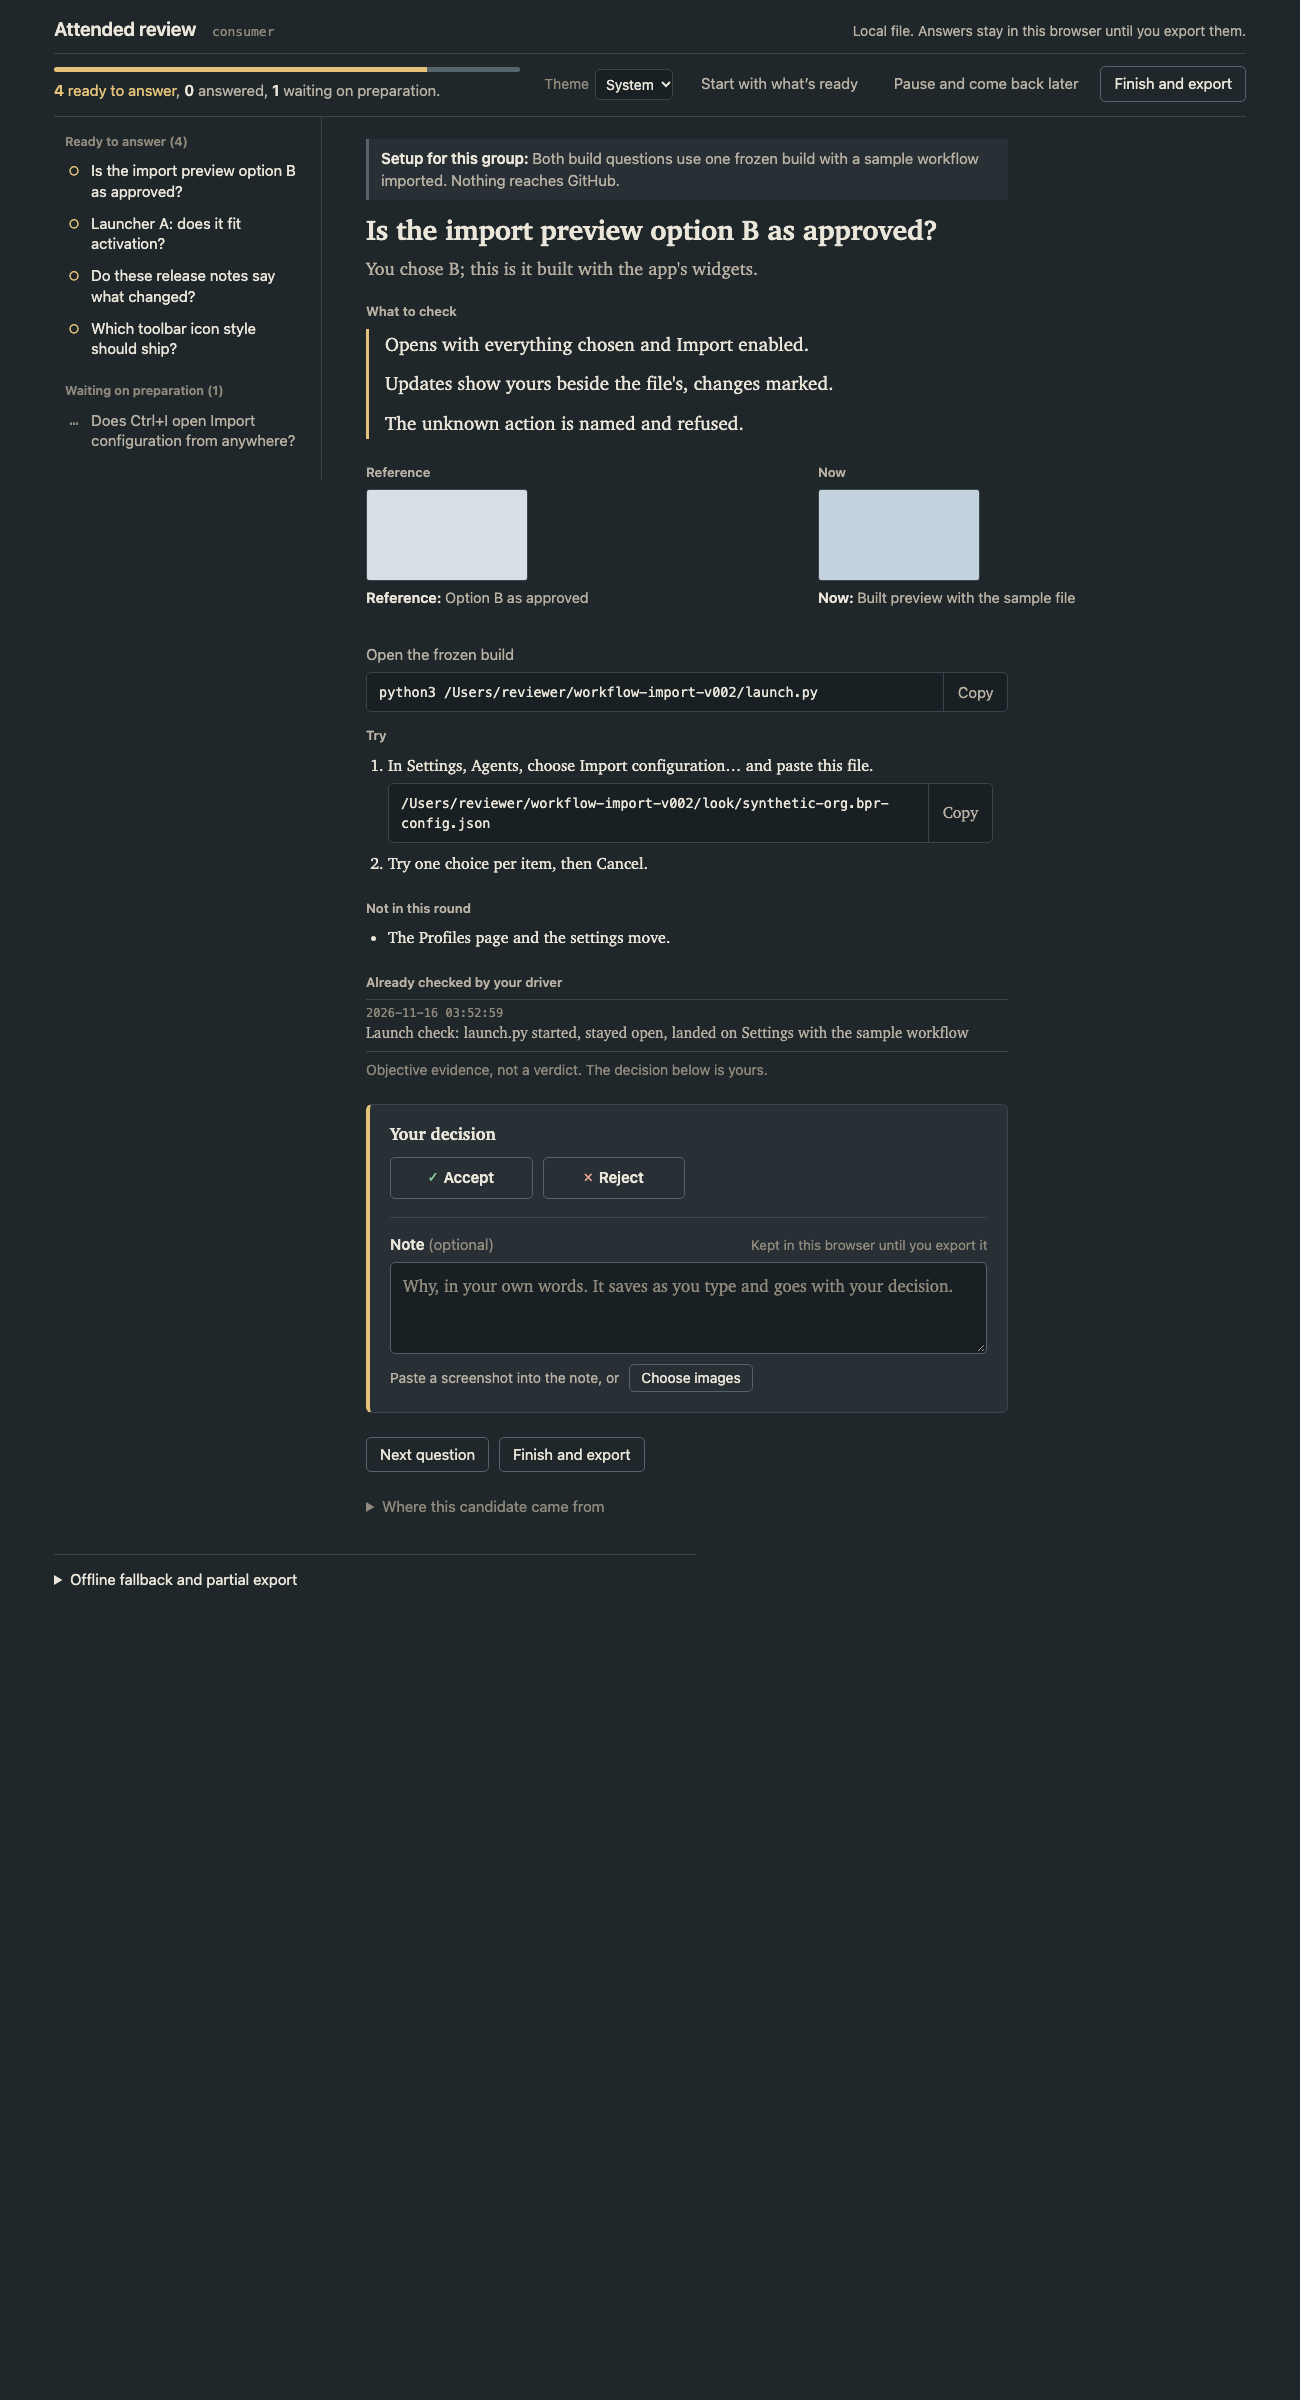 Attended review consumer
Local file. Answers stay in this browser until you export them.
4 ready to answer, 0 answered, 1 waiting on preparation.
Theme System Start with what’s ready Pause and come back later Finish and export
Ready to answer (4)
Is the import preview option B
as approved?
Launcher A: does it fit
activation?
Do these release notes say
what changed?
Which toolbar icon style
should ship?
Waiting on preparation (1)
… Does Ctrl+I open Import
configuration from anywhere?
Setup for this group: Both build questions use one frozen build with a sample workflow
imported. Nothing reaches GitHub.
Is the import preview option B as approved?
You chose B; this is it built with the app's widgets.
What to check
Opens with everything chosen and Import enabled.
Updates show yours beside the file's, changes marked.
The unknown action is named and refused.
Reference
Now
Reference: Option B as approved
Now: Built preview with the sample file
Open the frozen build
python3 /Users/reviewer/workflow-import-v002/launch.py
Copy
Try
1. In Settings, Agents, choose Import configuration… and paste this file.
/Users/reviewer/workflow-import-v002/look/synthetic-org.bpr-
config.json
Copy
2. Try one choice per item, then Cancel.
Not in this round
• The Profiles page and the settings move.
Already checked by your driver
2026-11-16 03:52:59
Launch check: launch.py started, stayed open, landed on Settings with the sample workflow
Objective evidence, not a verdict. The decision below is yours.
Your decision
✓ Accept
× Reject
Note (optional)
Kept in this browser until you export it
Why, in your own words. It saves as you type and goes with your decision.
Paste a screenshot into the note, or Choose images
Next question
Finish and export
Where this candidate came from
Offline fallback and partial export